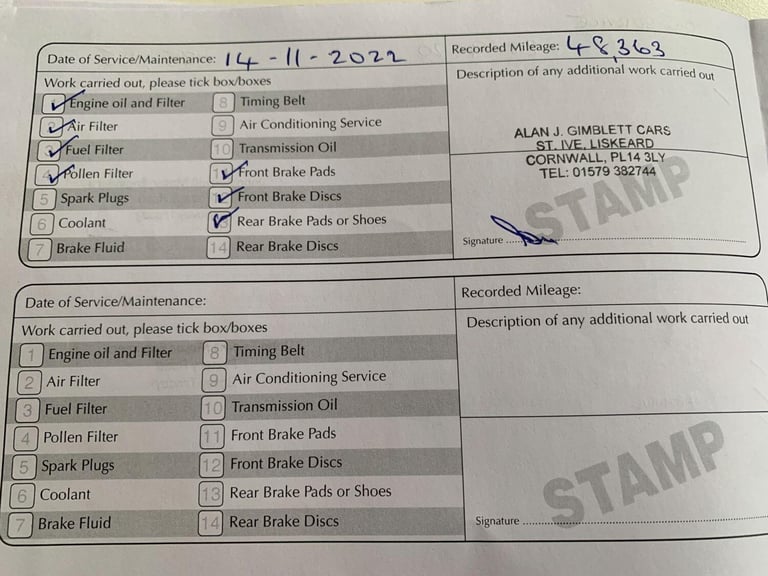 Date of Service/Maintenance: 14-11-2022
Recorded Mileage: 48,363
Work carried out, please tick box/boxes
Description of any additional work carried out
Engine oil and Filter 8 Timing Belt
2 Air Filter 9 Air Conditioning Service
3 Fuel Filter 10 Transmission Oil
4 Pollen Filter Front Brake Pads
5 Spark Plugs Front Brake Discs
6 Coolant Rear Brake Pads or Shoes
7 Brake Fluid 14 Rear Brake Discs
ALAN J. GIMBLETT CARS
ST. IVE, LISKEARD
CORNWALL, PL14 3LY
TEL: 01579 382744
STAMP
Signature
Date of Service/Maintenance:
Recorded Mileage:
Work carried out, please tick box/boxes
Description of any additional work carried out
1 Engine oil and Filter 8 Timing Belt
2 Air Filter 9 Air Conditioning Service
3 Fuel Filter 10 Transmission Oil
4 Pollen Filter 11 Front Brake Pads
5 Spark Plugs 12 Front Brake Discs
6 Coolant 13 Rear Brake Pads or Shoes
7 Brake Fluid 14 Rear Brake Discs
STAMP
Signature